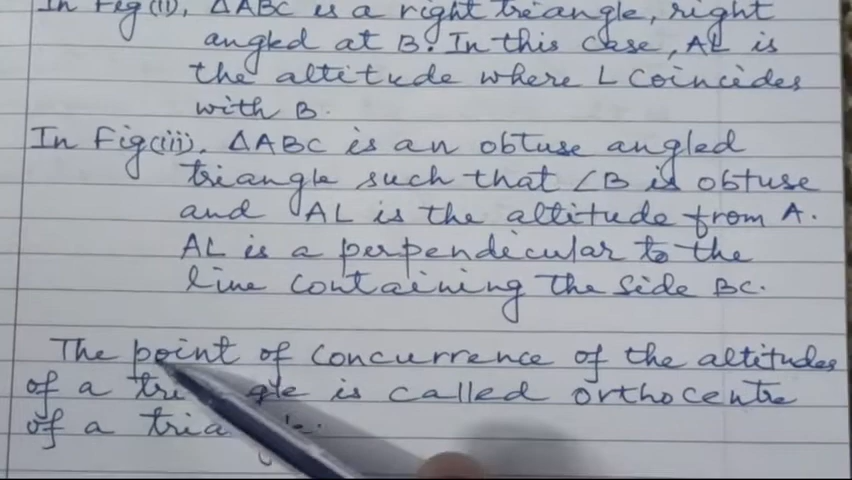 In Fig(ii), ΔABC is a right triangle, right
angled at B. In this case, AL is
the altitude where L coincides
with B.
In Fig(iii), ΔABC is an obtuse angled
triangle such that ∠B is obtuse
and AL is the altitude from A.
AL is a perpendicular to the
line containing the side BC.
The point of concurrence of the altitudes
of a triangle is called orthocentre
of a triangle.